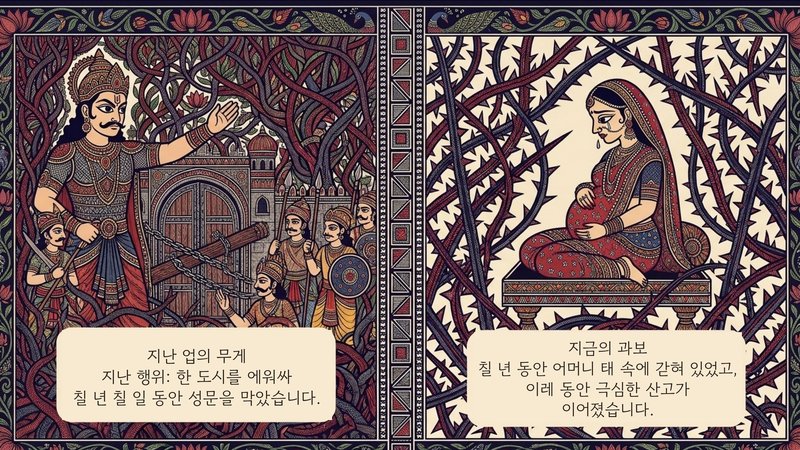 지난 업의 무게
지난 행위: 한 도시를 에워싸
칠 년 칠 일 동안 성문을 막았습니다.
지금의 과보
칠 년 동안 어머니 태 속에 갇혀 있었고,
이레 동안 극심한 산고가
이어졌습니다.